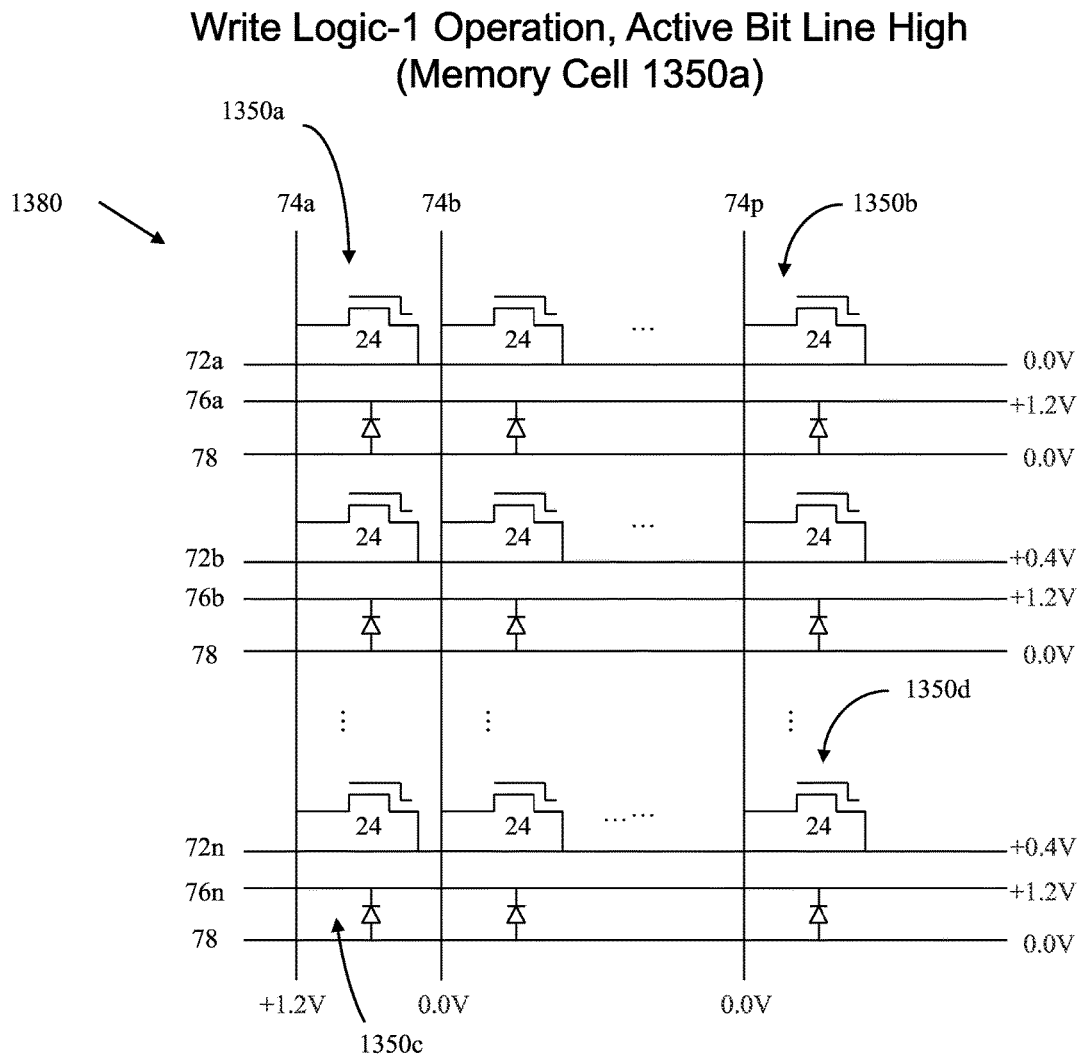 Write Logic-1 Operation, Active Bit Line High
(Memory Cell 1350a)
1350a
1380
74a 74b 74p 1350b
24 24 ... 24
72a 0.0V
76a +1.2V
78 0.0V
24 24 ... 24
72b +0.4V
76b +1.2V
78 0.0V
1350d
⋮ ⋮ ⋮
24 24 ... ... 24
72n +0.4V
76n +1.2V
78 0.0V
+1.2V 0.0V 0.0V
1350c